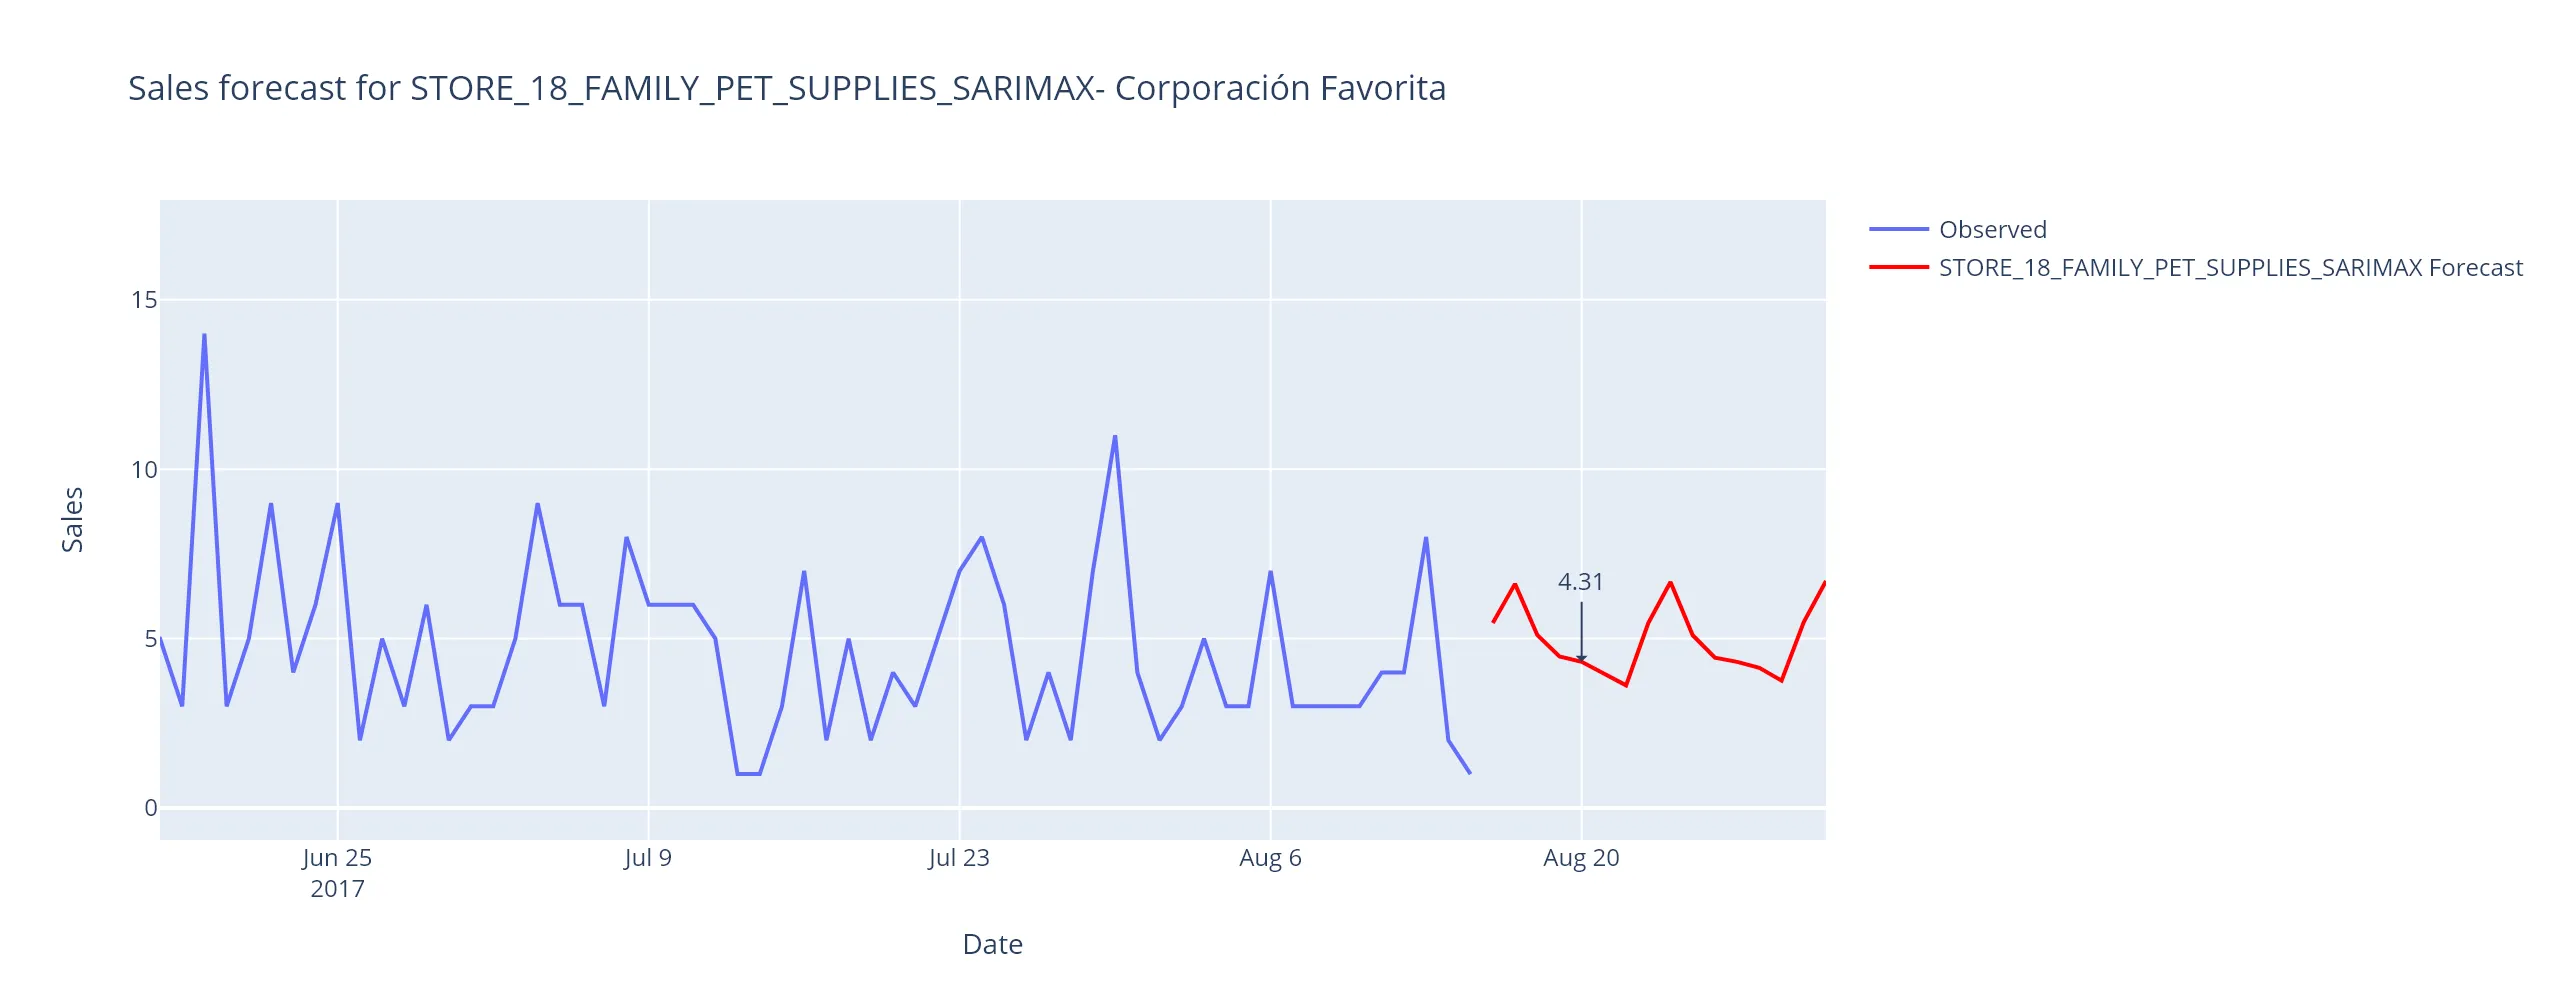 Sales forecast for STORE_18_FAMILY_PET_SUPPLIES_SARIMAX- Corporación Favorita
Observed
STORE_18_FAMILY_PET_SUPPLIES_SARIMAX Forecast
15
10
5
0
Sales
4.31
Jun 25
2017
Jul 9
Jul 23
Aug 6
Aug 20
Date